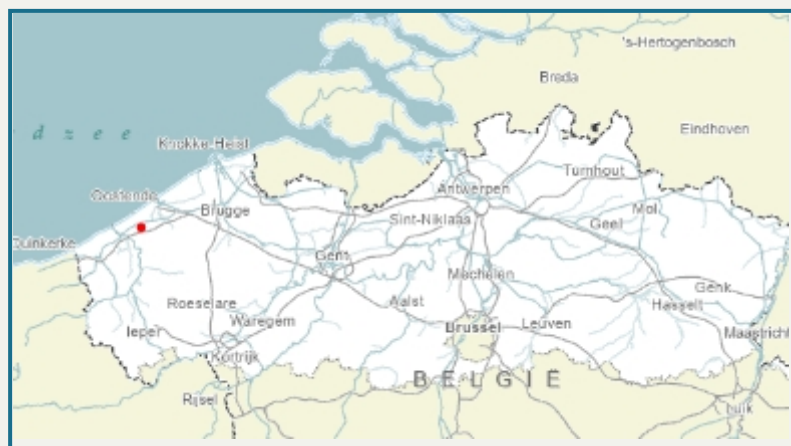 's-Hertogenbosch
Breda
d z e e
Eindhoven
Knokke-Heist
Turnhout
Oostende
Antwerpen
Mol
Brugge
Sint-Niklaas
Geel
Duinkerke
Gent
Mechelen
Genk
Roeselare
Aalst
Hasselt
Waregem
Brussel
Leuven
Ieper
Maastricht
Kortrijk
BELGIË
Rijsel
Luik